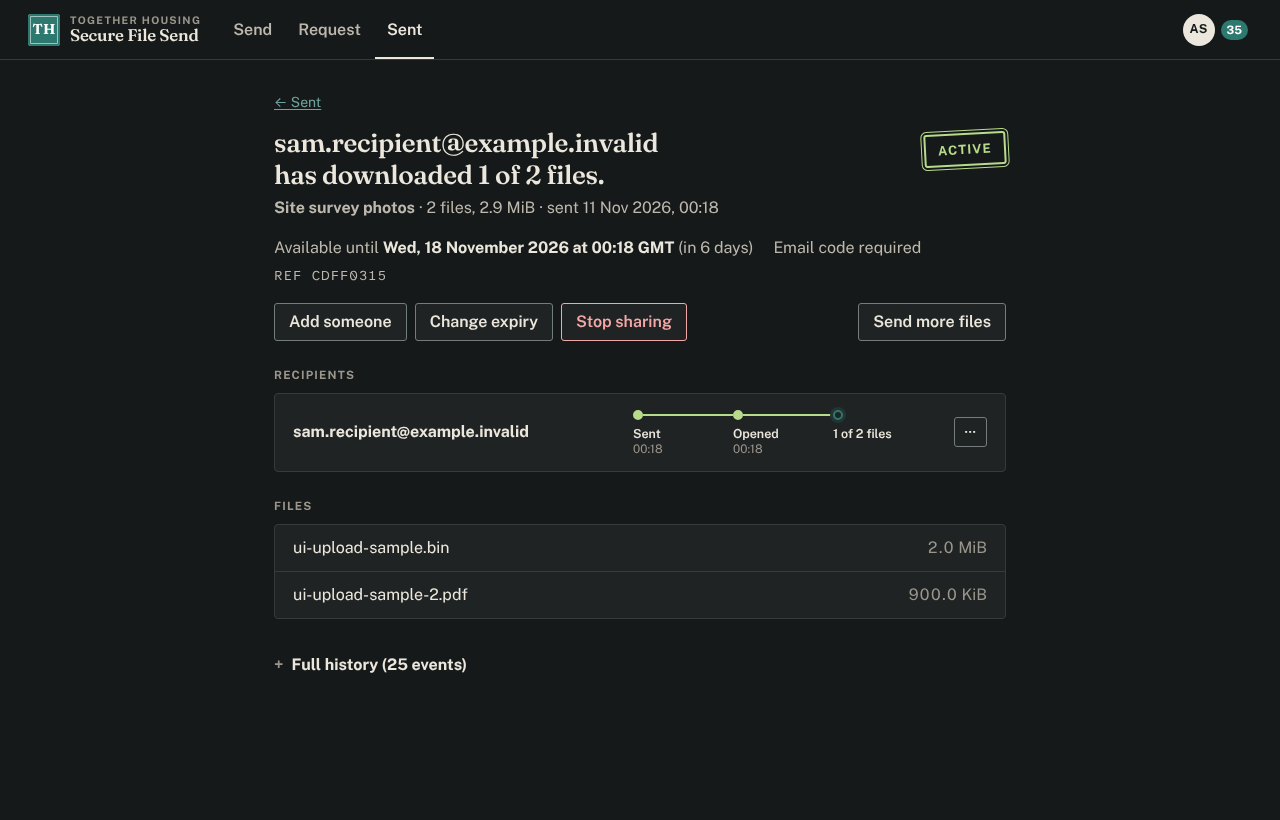 TH
TOGETHER HOUSING
Secure File Send
Send
Request
Sent
AS
35
← Sent
sam.recipient@example.invalid
has downloaded 1 of 2 files.
ACTIVE
Site survey photos · 2 files, 2.9 MiB · sent 11 Nov 2026, 00:18
Available until Wed, 18 November 2026 at 00:18 GMT (in 6 days) Email code required
REF CDFF0315
Add someone
Change expiry
Stop sharing
Send more files
RECIPIENTS
sam.recipient@example.invalid
Sent
00:18
Opened
00:18
1 of 2 files
...
FILES
ui-upload-sample.bin
2.0 MiB
ui-upload-sample-2.pdf
900.0 KiB
+ Full history (25 events)